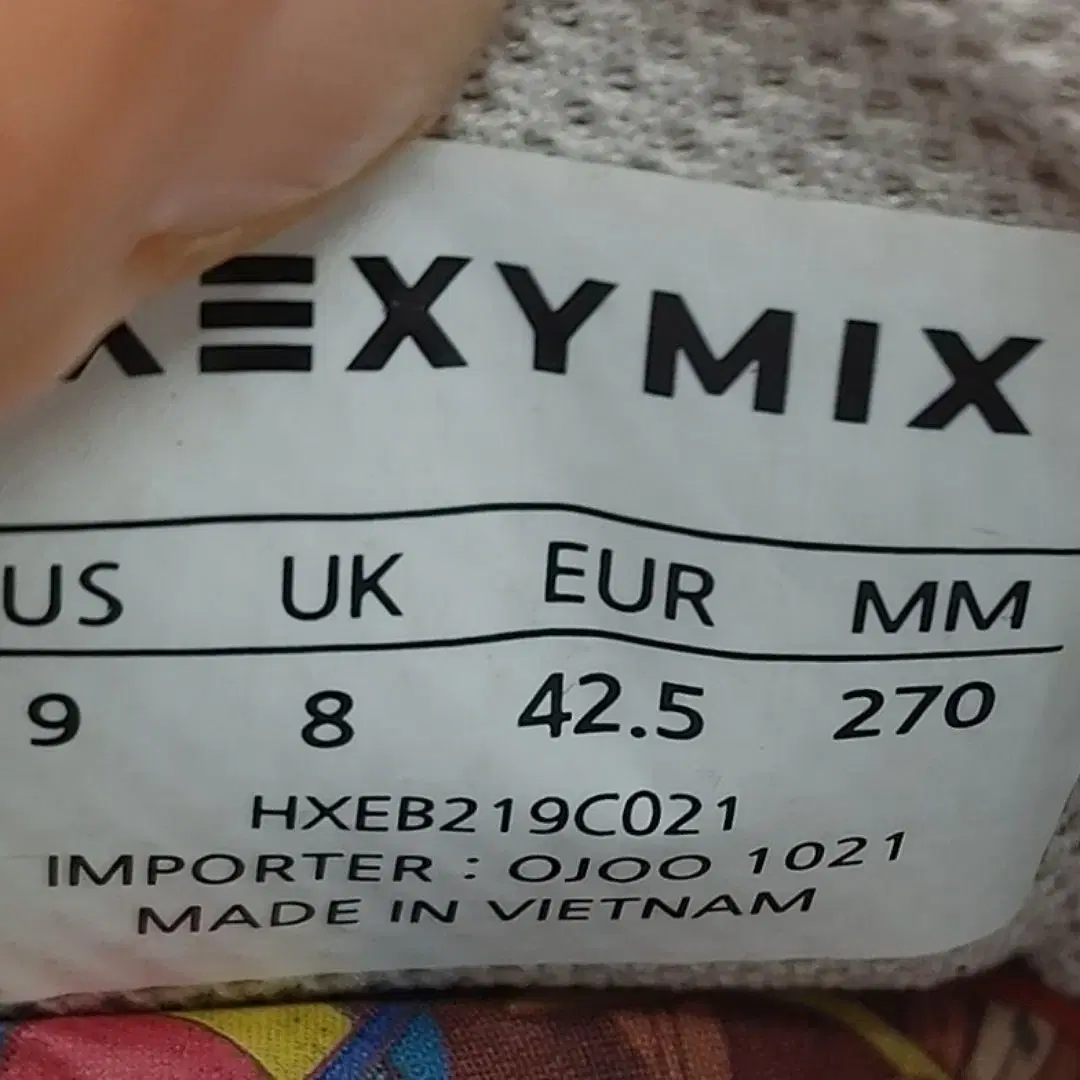 XEXYMIX
US UK EUR MM
9 8 42.5 270
HXEB219C021
IMPORTER : OJOO 1021
MADE IN VIETNAM